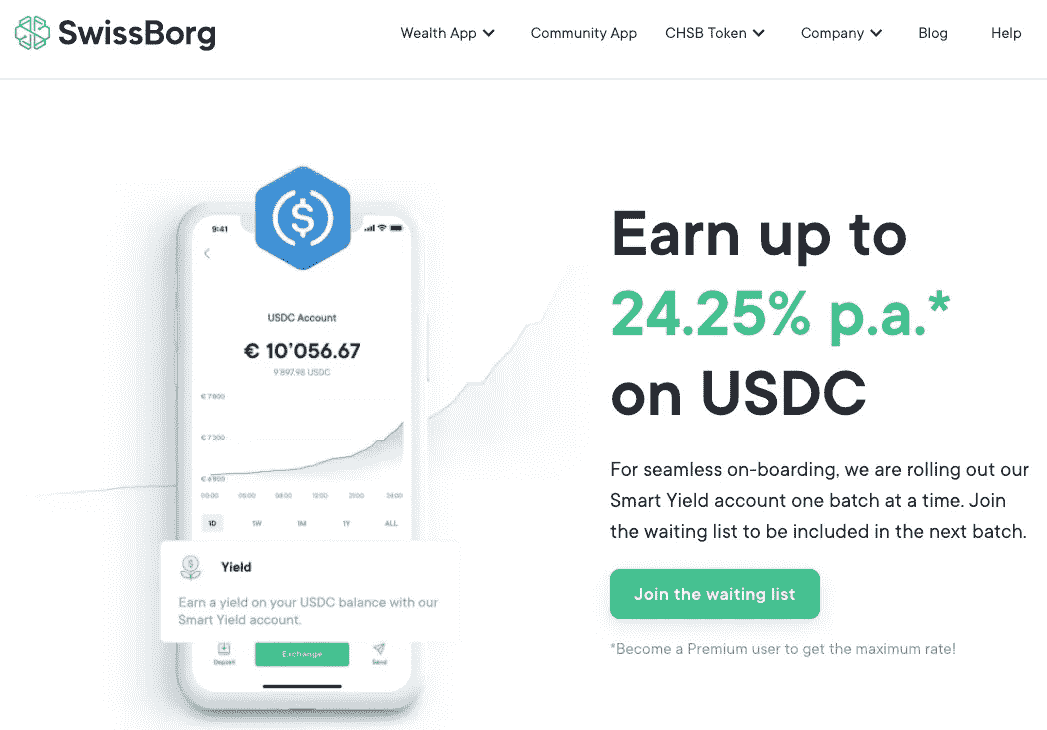 SwissBorg
Wealth App
Community App
CHSB Token
Company
Blog
Help
9:41
USDC Account
€ 10'056.67
9'897.98 USDC
€ 7'800
€ 7'300
€ 6'800
00:00 06:00 08:00 12:00 21:00 24:00
1D 1W 1M 1Y ALL
Yield
Earn a yield on your USDC balance with our
Smart Yield account.
Deposit
Exchange
Send
Earn up to
24.25% p.a.*
on USDC
For seamless on-boarding, we are rolling out our
Smart Yield account one batch at a time. Join
the waiting list to be included in the next batch.
Join the waiting list
*Become a Premium user to get the maximum rate!